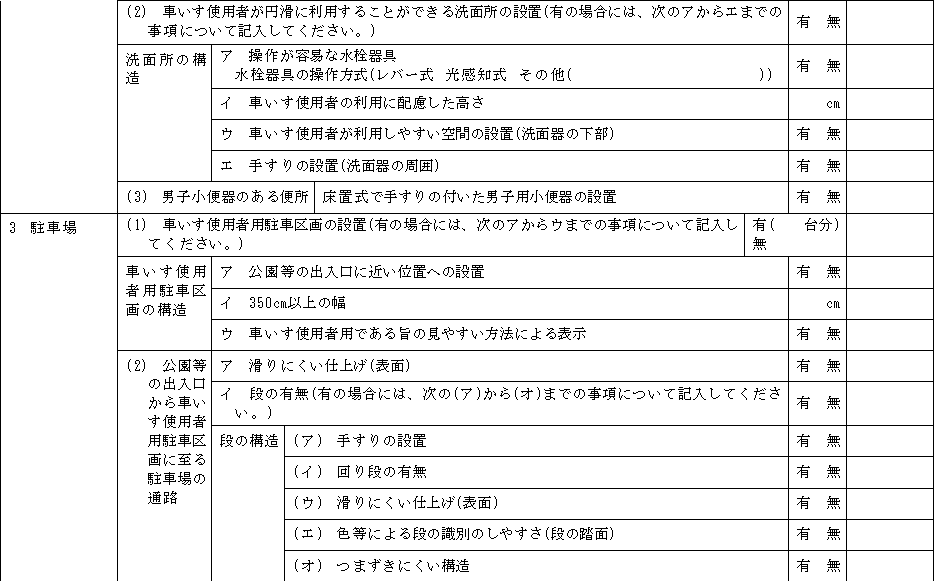 (2)　車いす使用者が円滑に利用することができる洗面所の設置(有の場合には、次のアからエまでの
事項について記入してください。)
有　無
洗面所の構
造
ア　操作が容易な水栓器具
水栓器具の操作方式(レバー式　光感知式　その他(　　　　　　　　　　　　))
有　無
イ　車いす使用者の利用に配慮した高さ
cm
ウ　車いす使用者が利用しやすい空間の設置(洗面器の下部)
有　無
エ　手すりの設置(洗面器の周囲)
有　無
(3)　男子小便器のある便所
床置式で手すりの付いた男子用小便器の設置
有　無
3　駐車場
(1)　車いす使用者用駐車区画の設置(有の場合には、次のアからウまでの事項について記入し
てください。)
有(　　台分)
無
車いす使用
者用駐車区
画の構造
ア　公園等の出入口に近い位置への設置
有　無
イ　350cm以上の幅
cm
ウ　車いす使用者用である旨の見やすい方法による表示
有　無
(2)　公園等
の出入口
から車い
す使用者
用駐車区
画に至る
駐車場の
通路
ア　滑りにくい仕上げ(表面)
有　無
イ　段の有無(有の場合には、次の(ア)から(オ)までの事項について記入してくださ
い。)
有　無
段の構造
(ア)　手すりの設置
有　無
(イ)　回り段の有無
有　無
(ウ)　滑りにくい仕上げ(表面)
有　無
(エ)　色等による段の識別のしやすさ(段の踏面)
有　無
(オ)　つまずきにくい構造
有　無